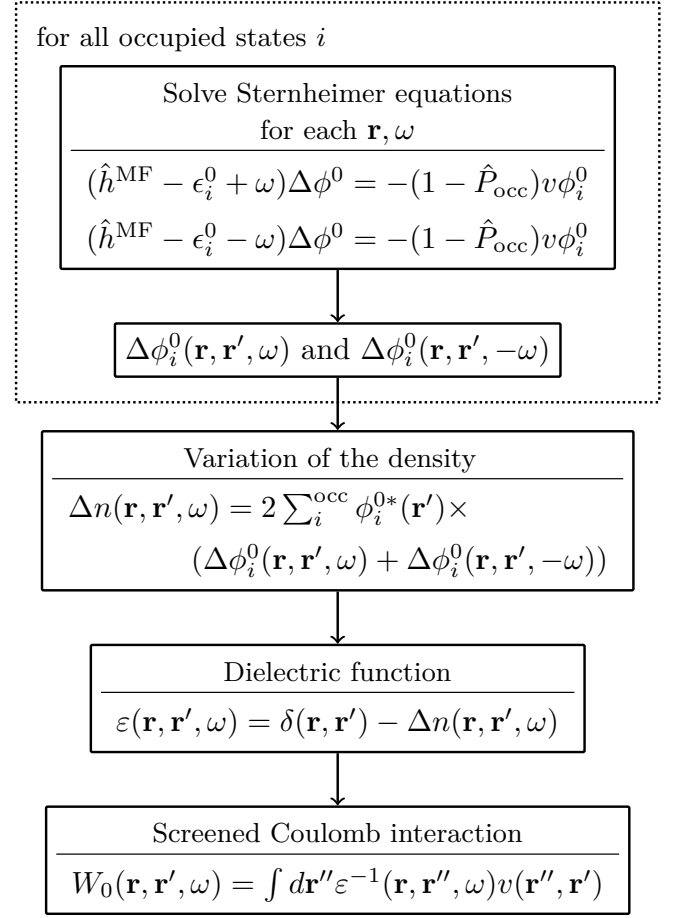 for all occupied states i
Solve Sternheimer equations
for each 𝐫, ω
(ĥ^MF − ϵ_i^0 + ω)Δϕ^0 = −(1 − P̂_occ)vϕ_i^0
(ĥ^MF − ϵ_i^0 − ω)Δϕ^0 = −(1 − P̂_occ)vϕ_i^0
Δϕ_i^0(𝐫, 𝐫′, ω) and Δϕ_i^0(𝐫, 𝐫′, −ω)
Variation of the density
Δn(𝐫, 𝐫′, ω) = 2 ∑_i^occ ϕ_i^0*(𝐫′)×
(Δϕ_i^0(𝐫, 𝐫′, ω) + Δϕ_i^0(𝐫, 𝐫′, −ω))
Dielectric function
ε(𝐫, 𝐫′, ω) = δ(𝐫, 𝐫′) − Δn(𝐫, 𝐫′, ω)
Screened Coulomb interaction
W_0(𝐫, 𝐫′, ω) = ∫ d𝐫″ε^−1(𝐫, 𝐫″, ω)v(𝐫″, 𝐫′)